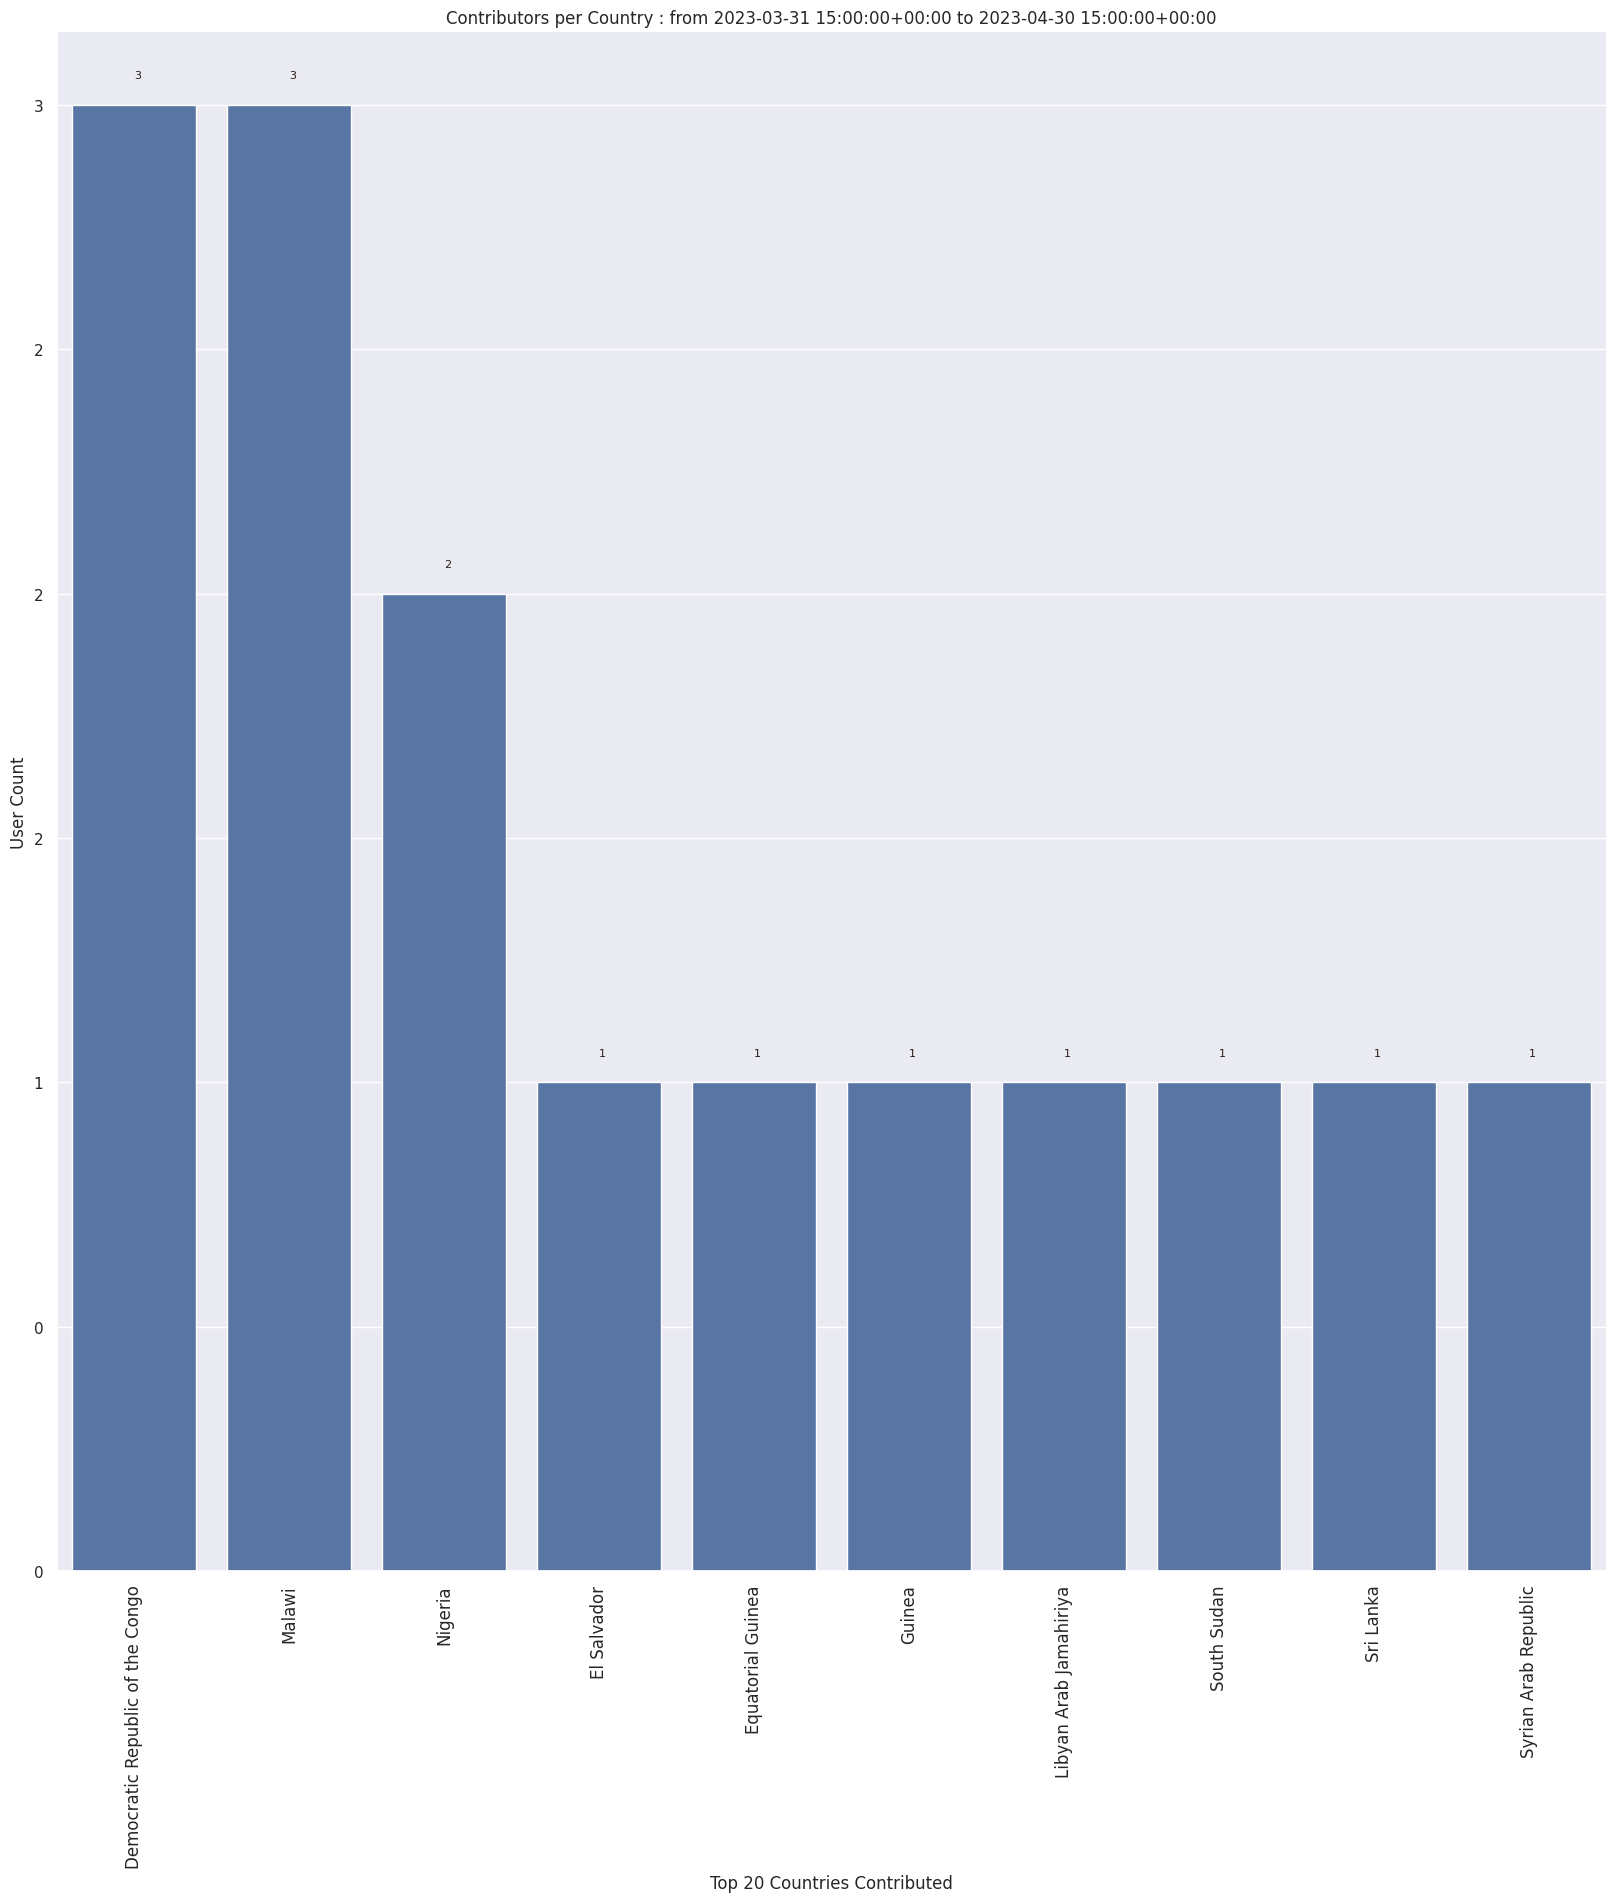 Contributors per Country : from 2023-03-31 15:00:00+00:00 to 2023-04-30 15:00:00+00:00
3
3
3
2
2
2
2
User Count
1
1
1
1
1
1
1
1
0
0
Democratic Republic of the Congo
Malawi
Nigeria
El Salvador
Equatorial Guinea
Guinea
Libyan Arab Jamahiriya
South Sudan
Sri Lanka
Syrian Arab Republic
Top 20 Countries Contributed